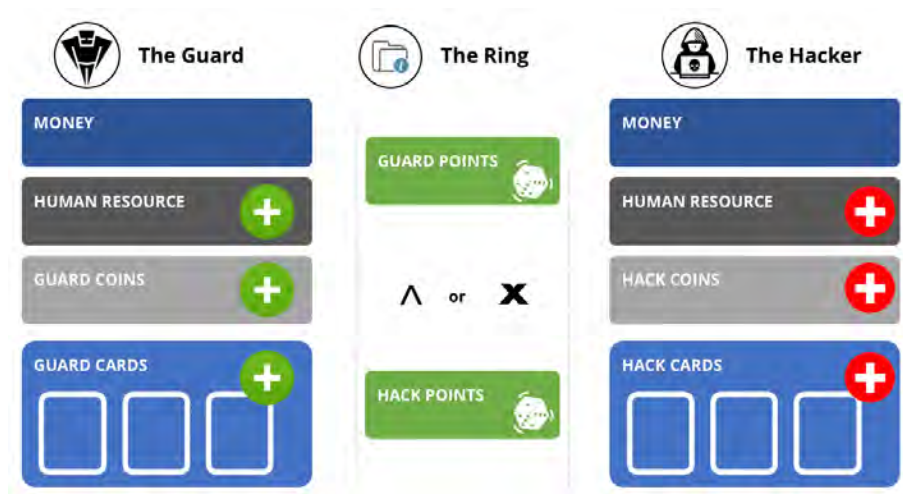 The Guard
MONEY
HUMAN RESOURCE
GUARD COINS
GUARD CARDS
The Ring
GUARD POINTS
Λ or X
HACK POINTS
The Hacker
MONEY
HUMAN RESOURCE
HACK COINS
HACK CARDS